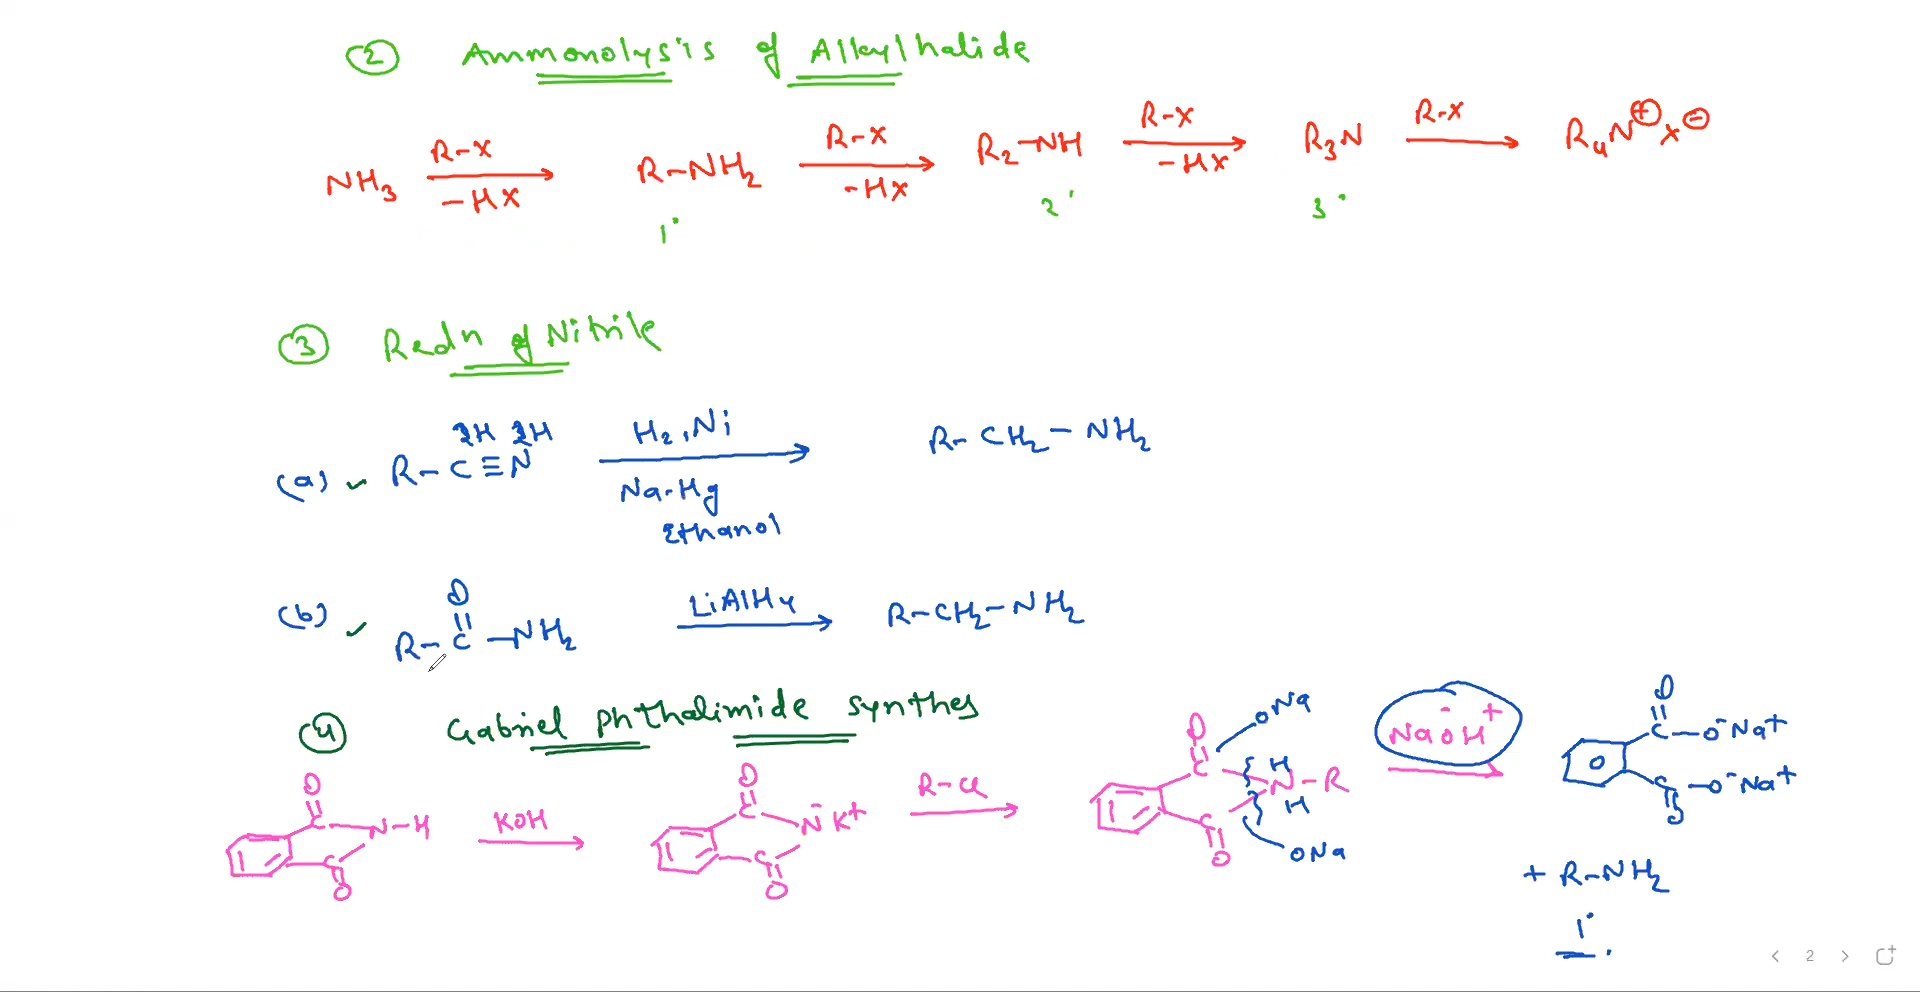 ② Ammonolysis of Alkylhalide
NH₃ R-X -HX R-NH₂ R-X -HX R₂-NH R-X -HX R₃N R-X R₄N⊕ X⊖
1° 2° 3°
③ Redn of Nitrile
(a) ✓ R-C≡N 2H 2H H₂, Ni Na-Hg Ethanol R-CH₂-NH₂
(b) ✓ R-C-NH₂ O LiAlH₄ R-CH₂-NH₂
④ Gabriel Phthalimide synthes
O C N-H C O KOH O C N⁻K⁺ C O R-Cl O C N-R C O ONa H H ONa NaOH - + O C-O⁻Na⁺ C-O⁻Na⁺ O
+ R-NH₂
1°
2